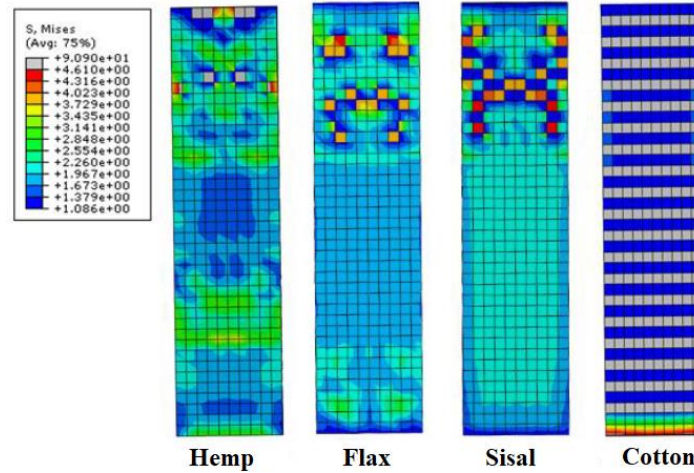 S, Mises
(Avg: 75%)
+9.090e+01
+4.610e+00
+4.316e+00
+4.023e+00
+3.729e+00
+3.435e+00
+3.141e+00
+2.848e+00
+2.554e+00
+2.260e+00
+1.967e+00
+1.673e+00
+1.379e+00
+1.086e+00
Hemp Flax Sisal Cotton